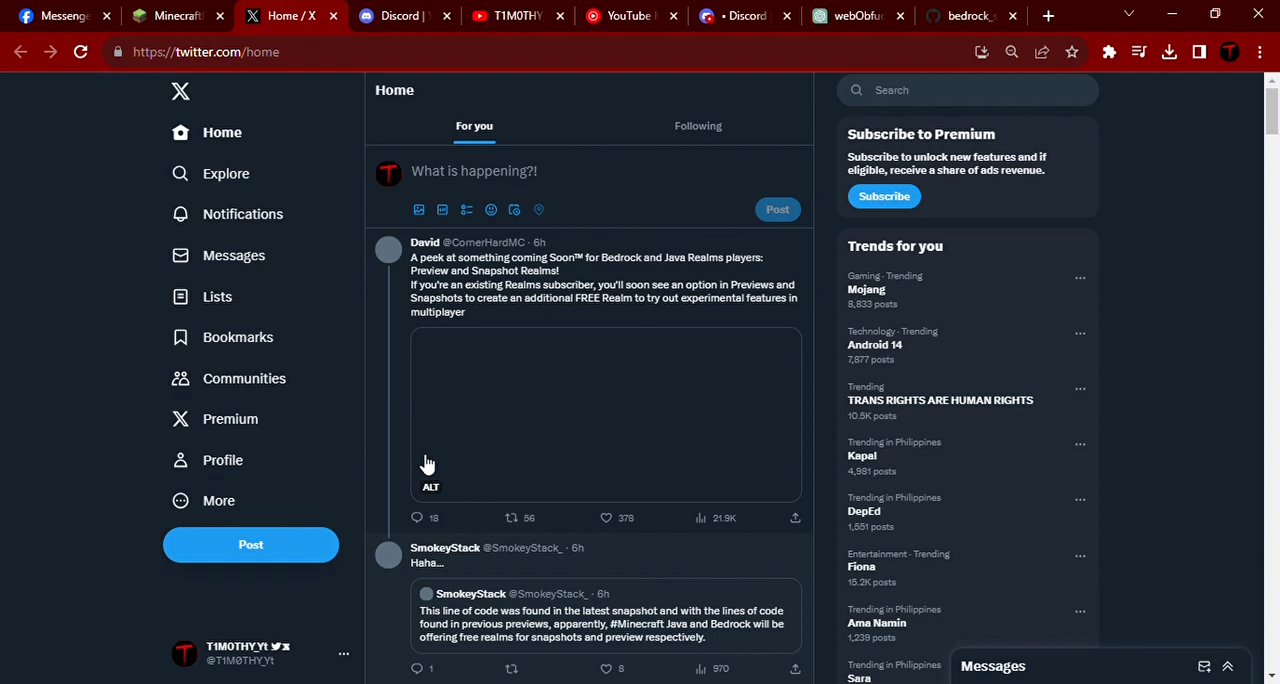 Messenge
Minecraft
Home / X
Discord | 
T1M0THY
YouTube
• Discord
webObfu
bedrock_s
https://twitter.com/home
Home
Explore
Notifications
Messages
Lists
Bookmarks
Communities
Premium
Profile
More
Post
T1M0THY_Yt
@T1M0THY_Yt
Home
For you
Following
What is happening?!
Post
David @CornerHardMC · 6h
A peek at something coming Soon™ for Bedrock and Java Realms players:
Preview and Snapshot Realms!
If you're an existing Realms subscriber, you'll soon see an option in Previews and
Snapshots to create an additional FREE Realm to try out experimental features in
multiplayer
ALT
18 56 378 21.9K
SmokeyStack @SmokeyStack_ · 6h
Haha...
SmokeyStack @SmokeyStack_ · 6h
This line of code was found in the latest snapshot and with the lines of code
found in previous previews, apparently, #Minecraft Java and Bedrock will be
offering free realms for snapshots and preview respectively.
1 8 970
Search
Subscribe to Premium
Subscribe to unlock new features and if
eligible, receive a share of ads revenue.
Subscribe
Trends for you
Gaming · Trending
Mojang
8,833 posts
Technology · Trending
Android 14
7,877 posts
Trending
TRANS RIGHTS ARE HUMAN RIGHTS
10.5K posts
Trending in Philippines
Kapal
4,981 posts
Trending in Philippines
DepEd
1,551 posts
Entertainment · Trending
Fiona
15.2K posts
Trending in Philippines
Ama Namin
1,239 posts
Trending in Philippines
Sara
Messages